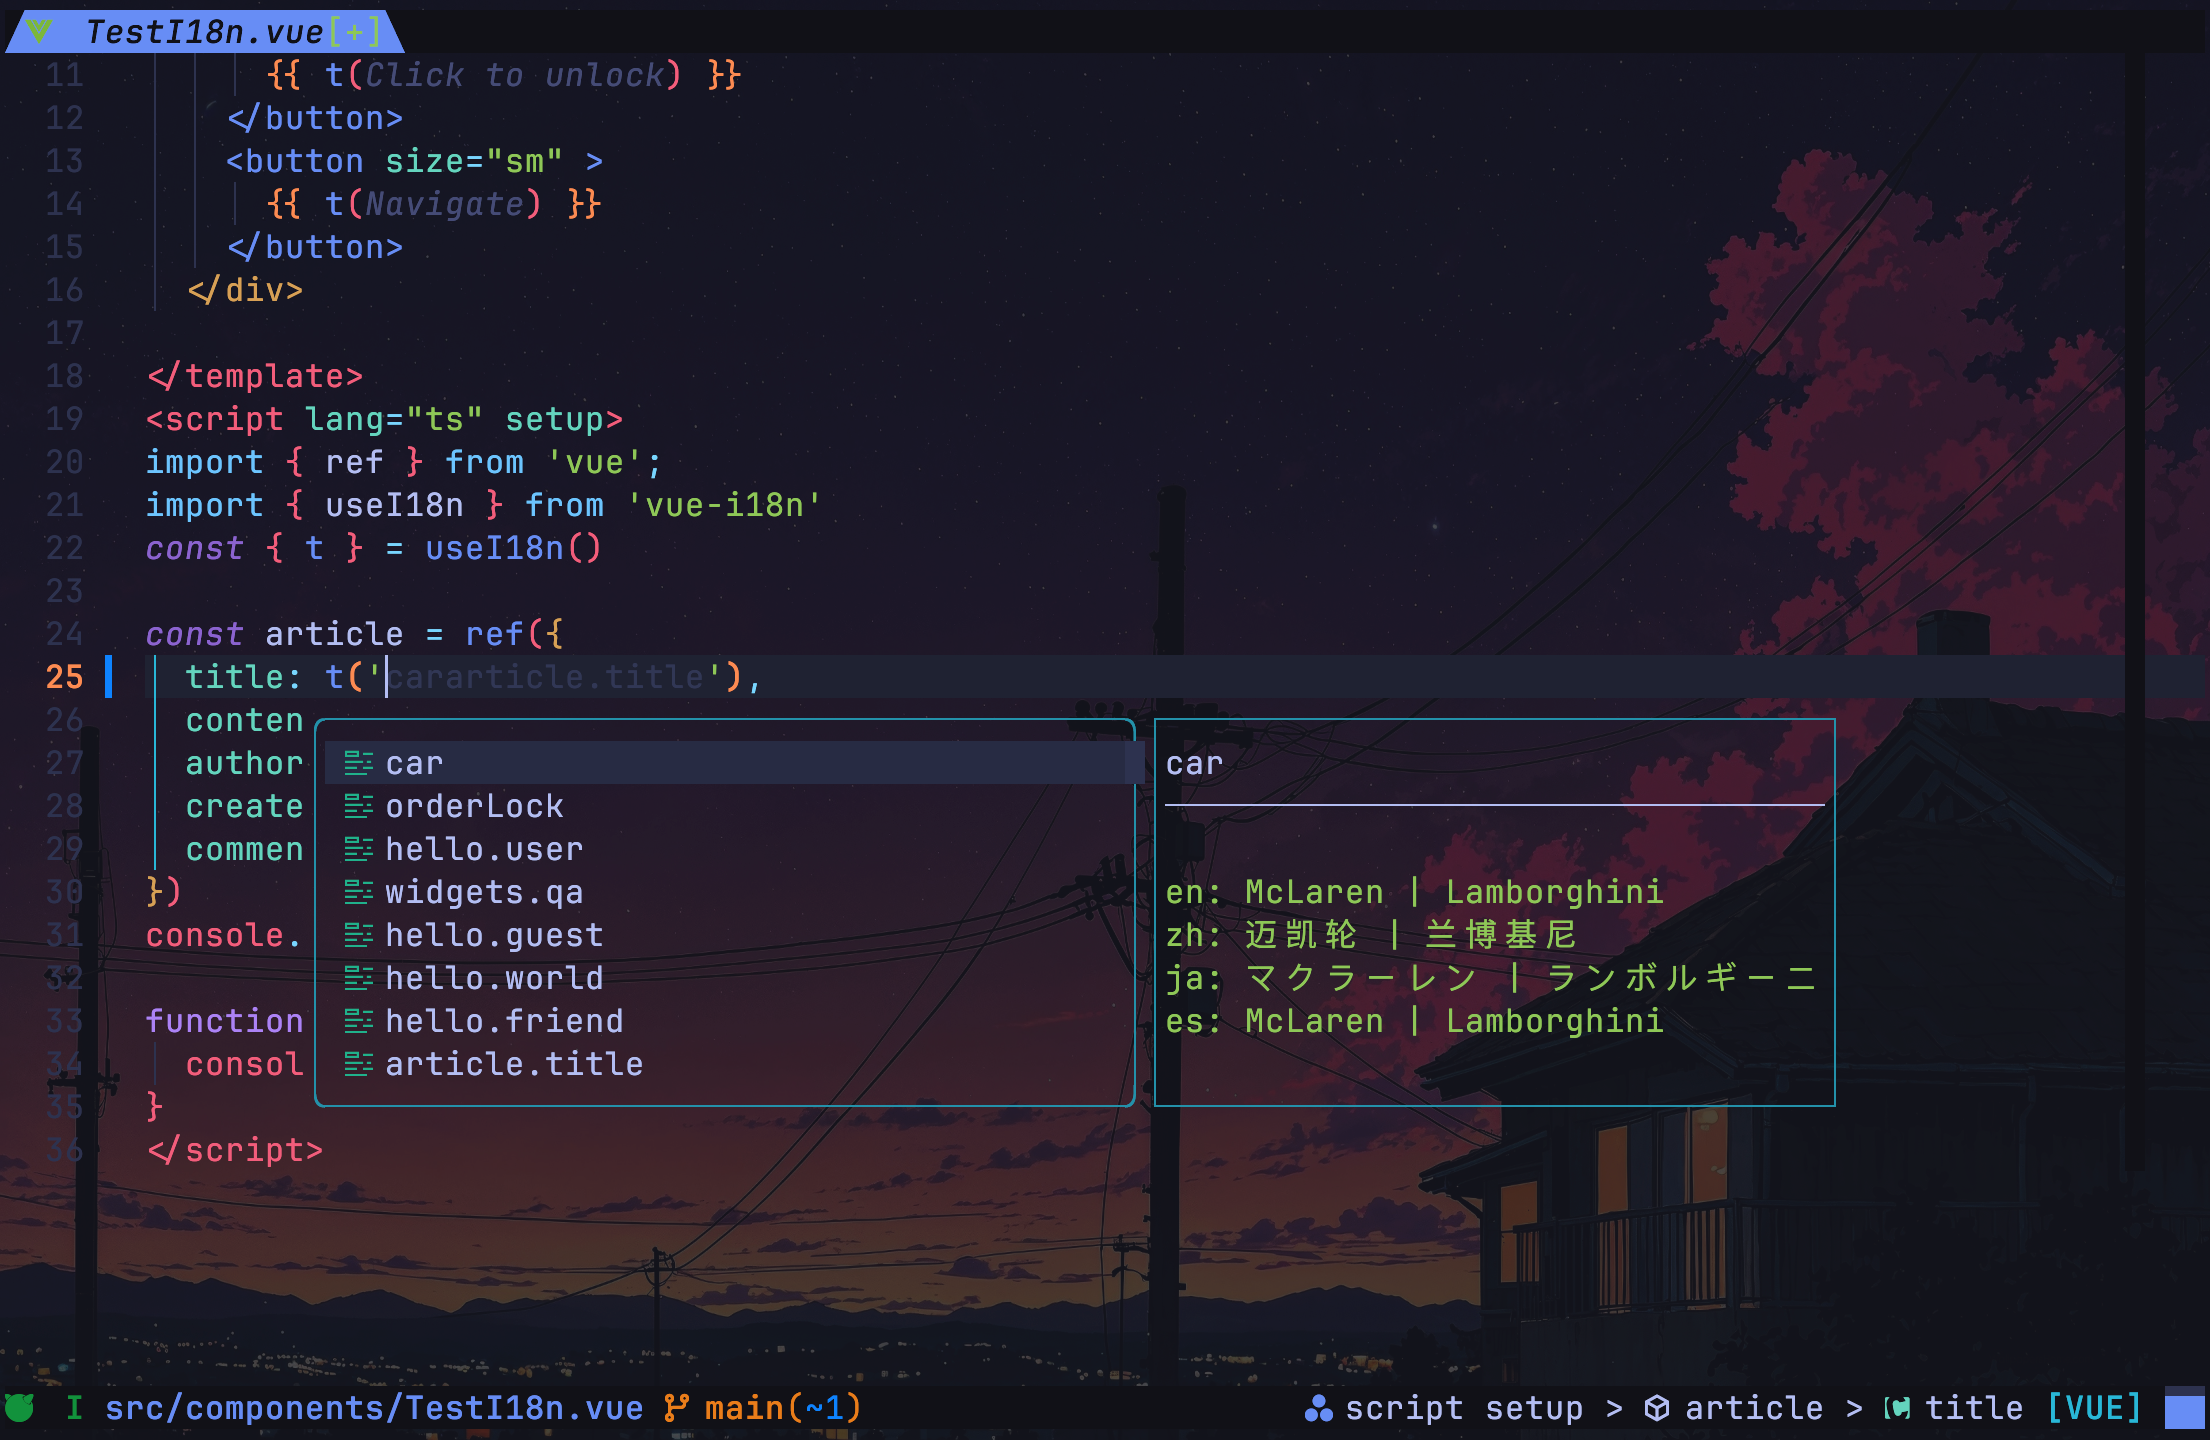 TestI18n.vue[+]
11 {{ t(Click to unlock) }}
12 </button>
13 <button size="sm" >
14 {{ t(Navigate) }}
15 </button>
16 </div>
17
18 </template>
19 <script lang="ts" setup>
20 import { ref } from 'vue';
21 import { useI18n } from 'vue-i18n'
22 const { t } = useI18n()
23
24 const article = ref({
25 title: t('cararticle.title'),
26 conten
27 author
28 create
29 commen
30 })
31 console.
32
33 function
34 consol
35 }
36 </script>
car
orderLock
hello.user
widgets.qa
hello.guest
hello.world
hello.friend
article.title
car
en: McLaren | Lamborghini
zh: 迈凯轮 | 兰博基尼
ja: マクラーレン | ランボルギーニ
es: McLaren | Lamborghini
I src/components/TestI18n.vue main(~1) script setup > article > title [VUE]